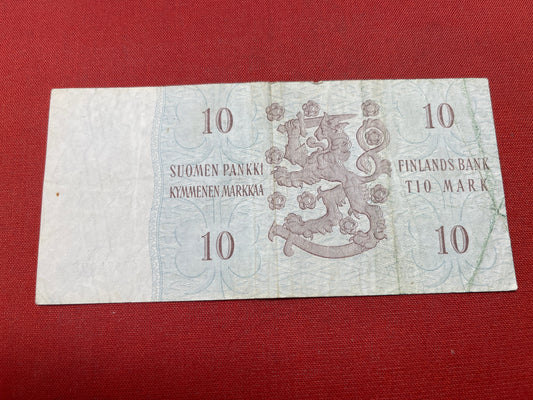 10 10
SUOMEN PANKKI FINLANDS BANK
KYMMENEN MARKKAA TIO MARK
10 10